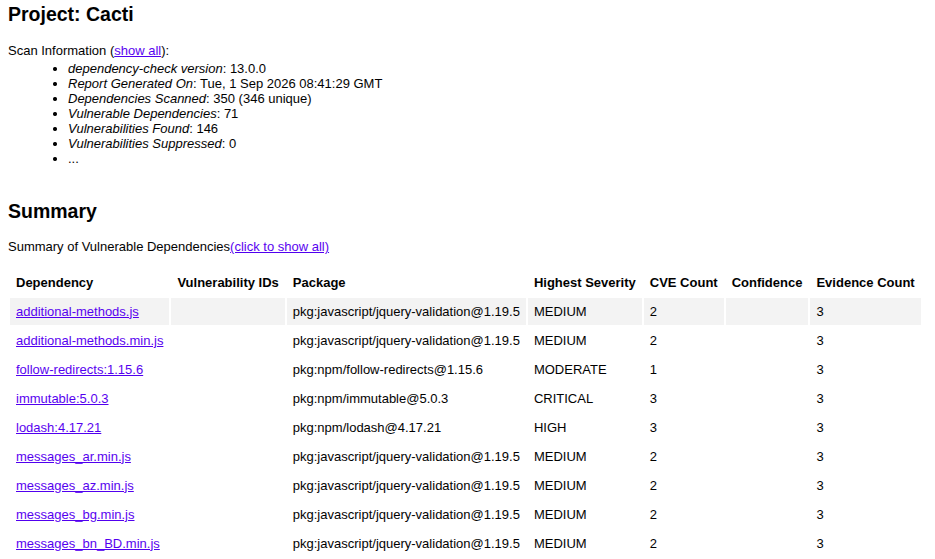 Project: Cacti
Scan Information (show all):
dependency-check version: 13.0.0
Report Generated On: Tue, 1 Sep 2026 08:41:29 GMT
Dependencies Scanned: 350 (346 unique)
Vulnerable Dependencies: 71
Vulnerabilities Found: 146
Vulnerabilities Suppressed: 0
...
Summary
Summary of Vulnerable Dependencies(click to show all)
Dependency Vulnerability IDs Package Highest Severity CVE Count Confidence Evidence Count
additional-methods.js pkg:javascript/jquery-validation@1.19.5 MEDIUM 2 3
additional-methods.min.js pkg:javascript/jquery-validation@1.19.5 MEDIUM 2 3
follow-redirects:1.15.6 pkg:npm/follow-redirects@1.15.6 MODERATE 1 3
immutable:5.0.3 pkg:npm/immutable@5.0.3 CRITICAL 3 3
lodash:4.17.21 pkg:npm/lodash@4.17.21 HIGH 3 3
messages_ar.min.js pkg:javascript/jquery-validation@1.19.5 MEDIUM 2 3
messages_az.min.js pkg:javascript/jquery-validation@1.19.5 MEDIUM 2 3
messages_bg.min.js pkg:javascript/jquery-validation@1.19.5 MEDIUM 2 3
messages_bn_BD.min.js pkg:javascript/jquery-validation@1.19.5 MEDIUM 2 3